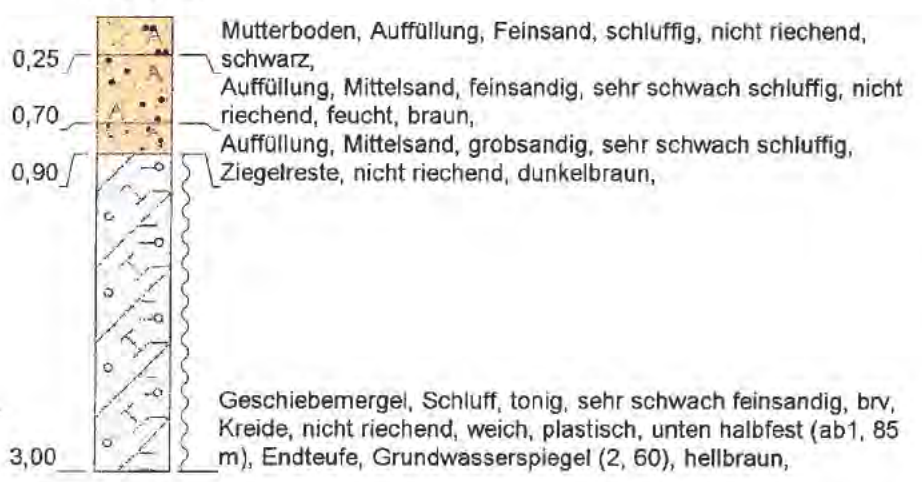 Mutterboden, Auffüllung, Feinsand, schluffig, nicht riechend,
0,25
schwarz,
Auffüllung, Mittelsand, feinsandig, sehr schwach schluffig, nicht
0,70
riechend, feucht, braun,
Auffüllung, Mittelsand, grobsandig, sehr schwach schluffig,
0,90
Ziegelreste, nicht riechend, dunkelbraun,
A
A
A
A
Geschiebemergel, Schluff, tonig, sehr schwach feinsandig, brv,
Kreide, nicht riechend, weich, plastisch, unten halbfest (ab1, 85
3,00
m), Endteufe, Grundwasserspiegel (2, 60), hellbraun,